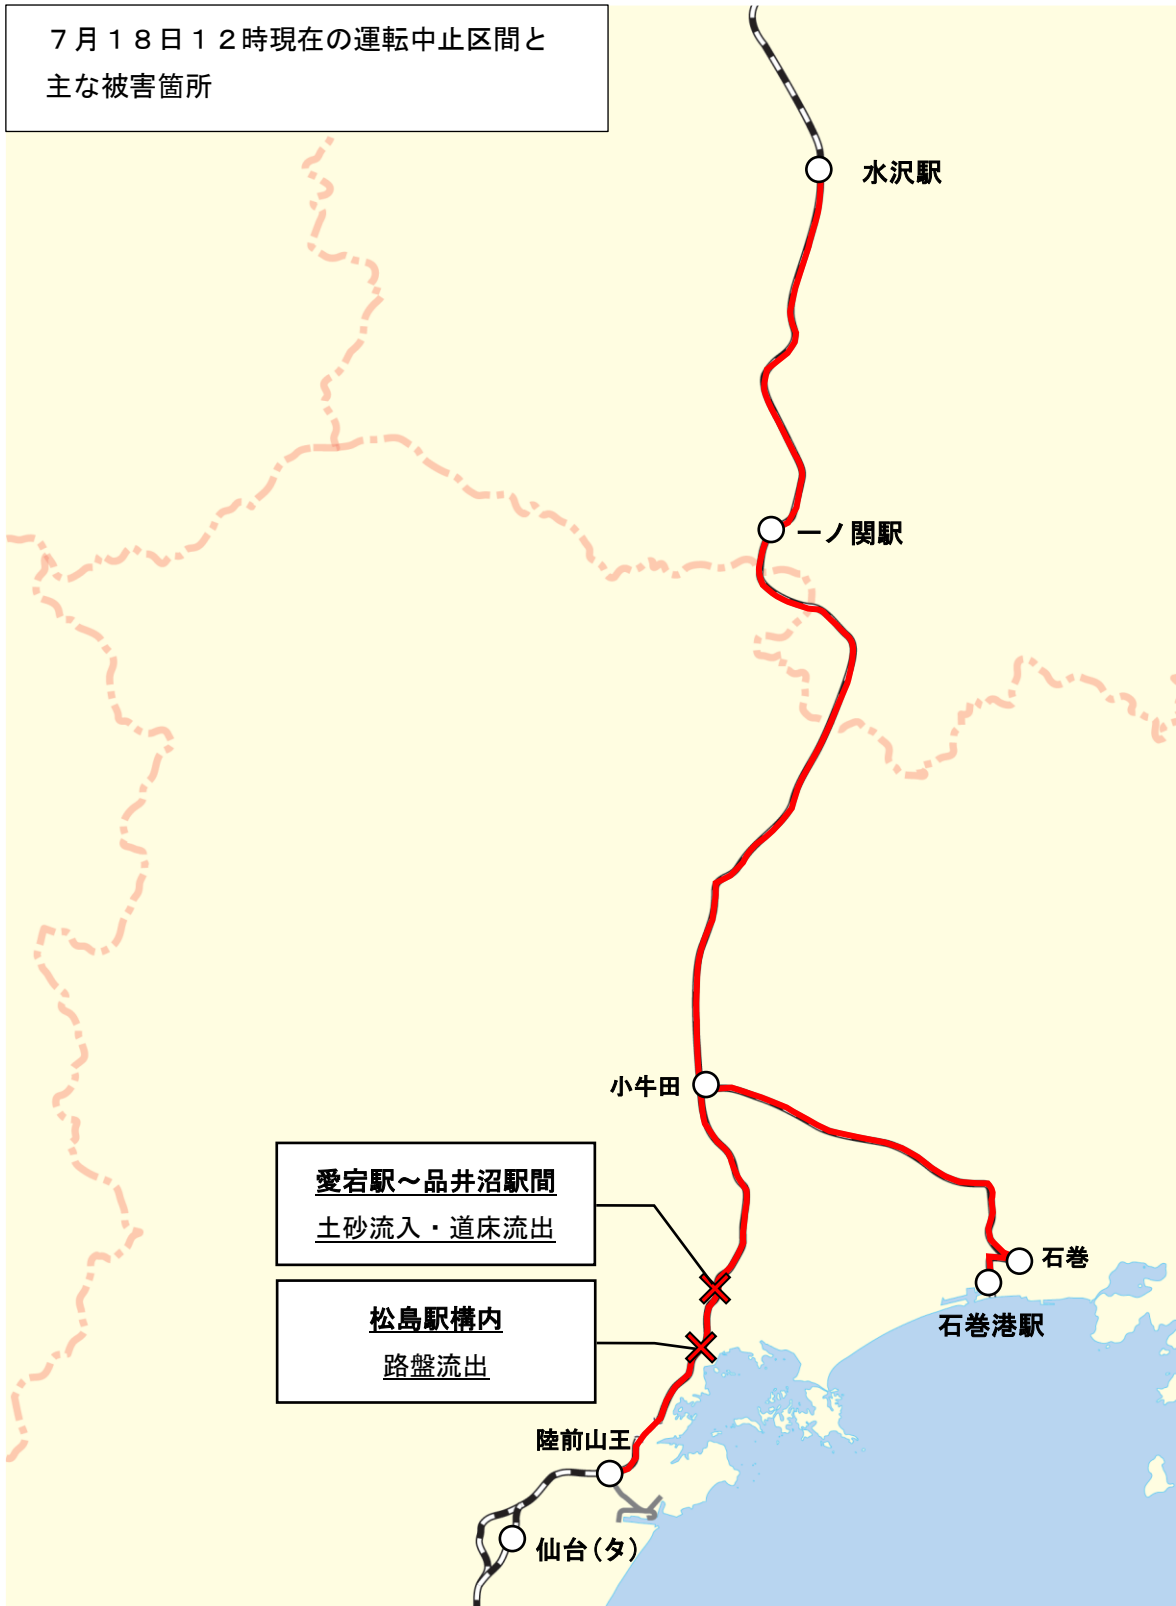 ７月１８日１２時現在の運転中止区間と
主な被害箇所
水沢駅
一ノ関駅
小牛田
愛宕駅～品井沼駅間
土砂流入・道床流出
石巻
松島駅構内
路盤流出
石巻港駅
陸前山王
仙台(タ)